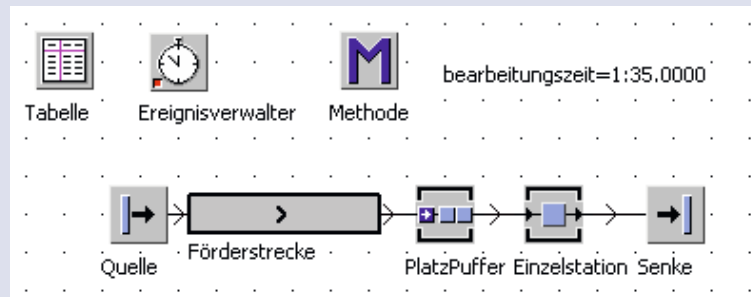 bearbeitungszeit=1:35.0000
Tabelle Ereignisverwalter Methode
Förderstrecke
Quelle PlatzPuffer Einzelstation Senke